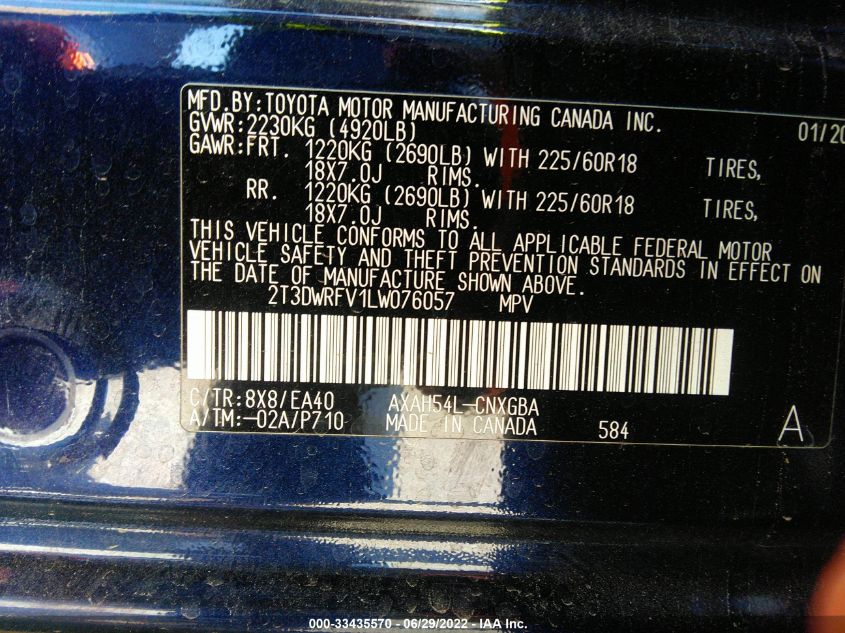 MFD.BY:TOYOTA MOTOR MANUFACTURING CANADA INC. 01/20
GVWR:2230KG (4920LB)
GAWR:FRT. 1220KG (2690LB) WITH 225/60R18 TIRES,
18X7.0J RIMS.
RR. 1220KG (2690LB) WITH 225/60R18 TIRES,
18X7.0J RIMS.
THIS VEHICLE CONFORMS TO ALL APPLICABLE FEDERAL MOTOR
VEHICLE SAFETY AND THEFT PREVENTION STANDARDS IN EFFECT ON
THE DATE OF MANUFACTURE SHOWN ABOVE.
2T3DWRFV1LW076057 MPV
C/TR:8X8/EA40 AXAH54L-CNXGBA
A/TM:-02A/P710 MADE IN CANADA 584 A
000-33435570 - 06/29/2022 - IAA Inc.